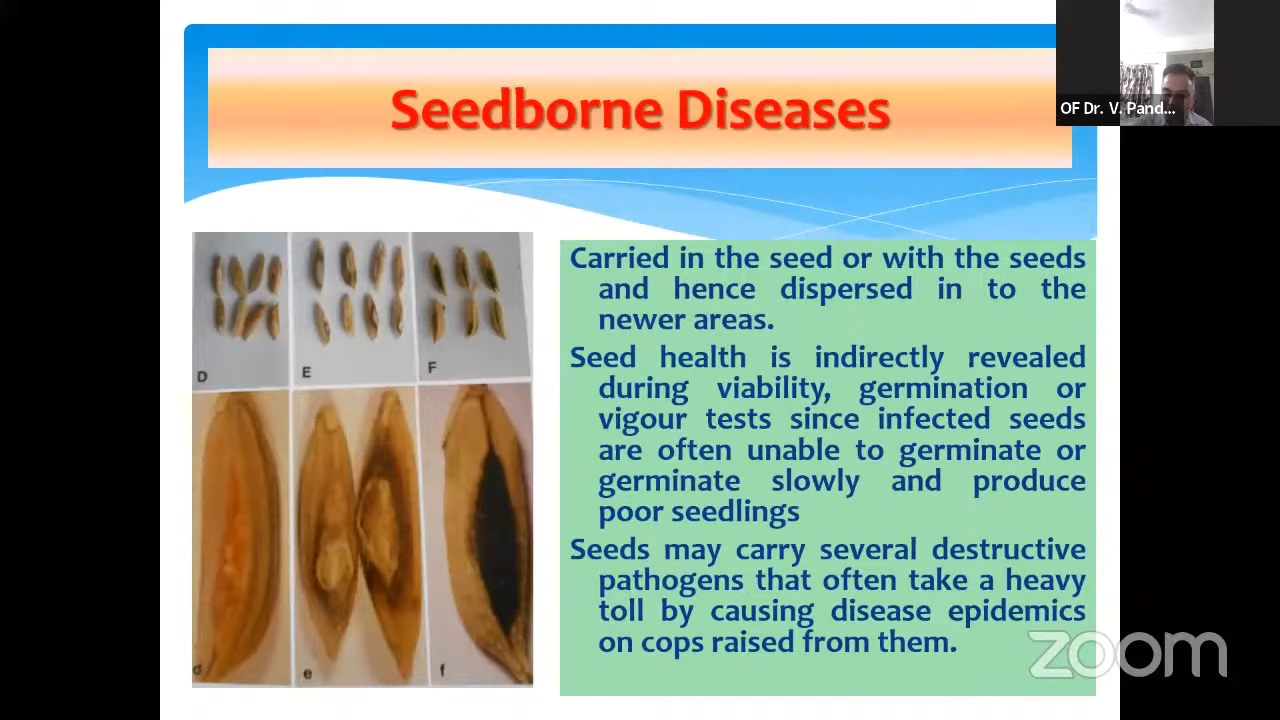 Seedborne Diseases
OF Dr. V. Pand...
D
E
F
d
e
f
Carried in the seed or with the seeds
and hence dispersed in to the
newer areas.
Seed health is indirectly revealed
during viability, germination or
vigour tests since infected seeds
are often unable to germinate or
germinate slowly and produce
poor seedlings
Seeds may carry several destructive
pathogens that often take a heavy
toll by causing disease epidemics
on cops raised from them.
zoom